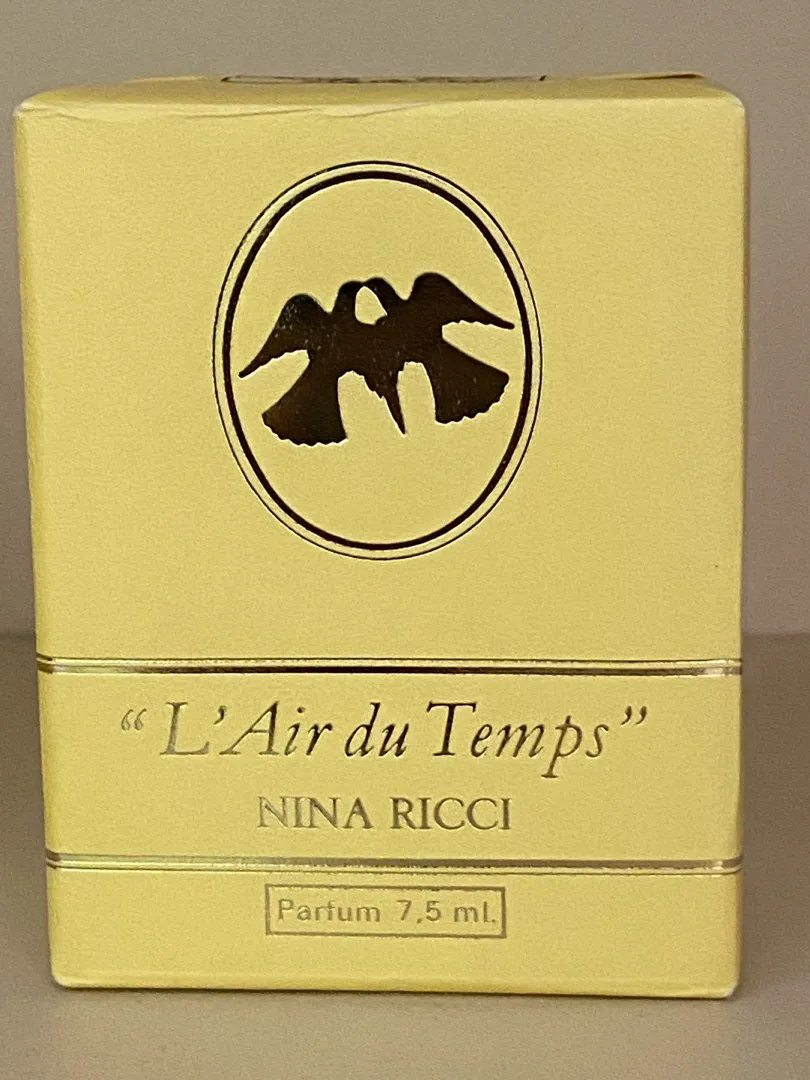 “L’Air du Temps”
NINA RICCI
Parfum 7,5 ml.